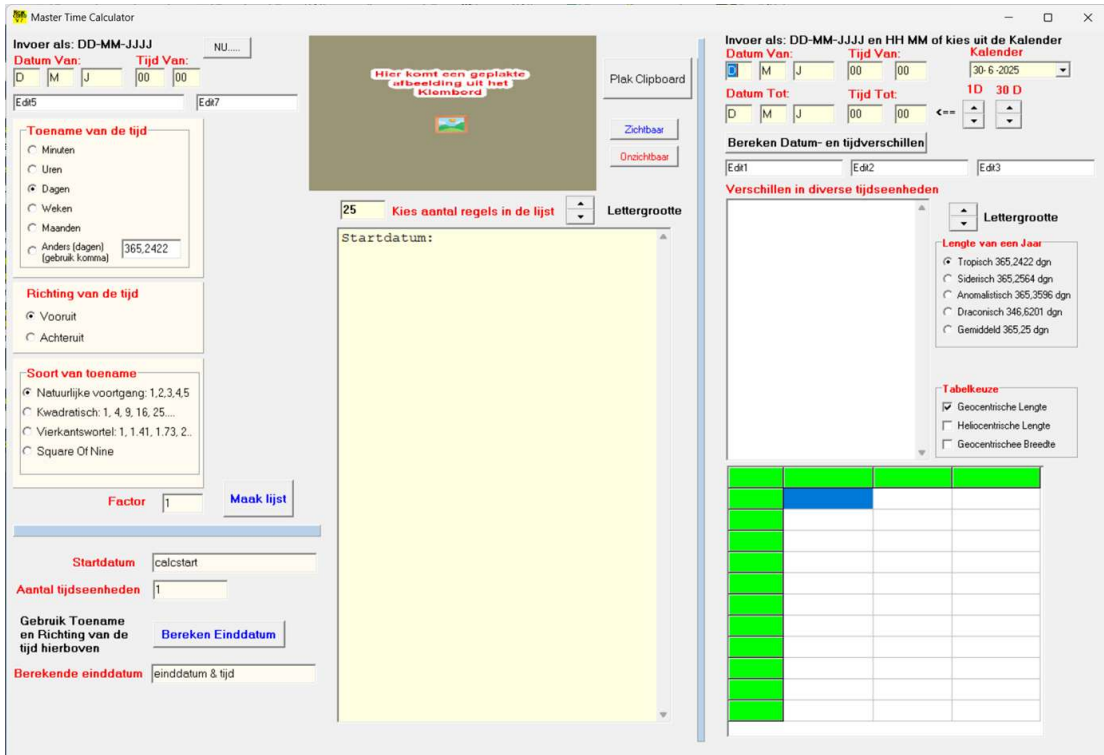 Master Time Calculator
Invoer als: DD-MM-JJJJ
NU.....
Datum Van: Tijd Van:
D M J 00 00
Edit5 Edit7
Toename van de tijd
Minuten
Uren
Dagen
Weken
Maanden
Anders (dagen) 365,2422
(gebruik komma)
Richting van de tijd
Vooruit
Achteruit
Soort van toename
Natuurlijke voortgang: 1,2,3,4,5
Kwadratisch: 1, 4, 9, 16, 25....
Vierkantswortel: 1, 1.41, 1.73, 2..
Square Of Nine
Factor 1 Maak lijst
Startdatum calcstart
Aantal tijdseenheden 1
Gebruik Toename
en Richting van de
tijd hierboven
Bereken Einddatum
Berekende einddatum einddatum & tijd
Hier komt een geplakte
afbeelding uit het
Klembord
Plak Clipboard
Zichtbaar
Onzichtbaar
25 Kies aantal regels in de lijst Lettergrootte
Startdatum:
Invoer als: DD-MM-JJJJ en HH MM of kies uit de Kalender
Datum Van: Tijd Van: Kalender
D M J 00 00 30- 6 -2025
Datum Tot: Tijd Tot: 1D 30 D
D M J 00 00 <==
Bereken Datum- en tijdverschillen
Edit1 Edit2 Edit3
Verschillen in diverse tijdseenheden
Lettergrootte
Lengte van een Jaar
Tropisch 365,2422 dgn
Siderisch 365,2564 dgn
Anomalistisch 365,3596 dgn
Draconisch 346,6201 dgn
Gemiddeld 365,25 dgn
Tabelkeuze
Geocentrische Lengte
Heliocentrische Lengte
Geocentrischee Breedte